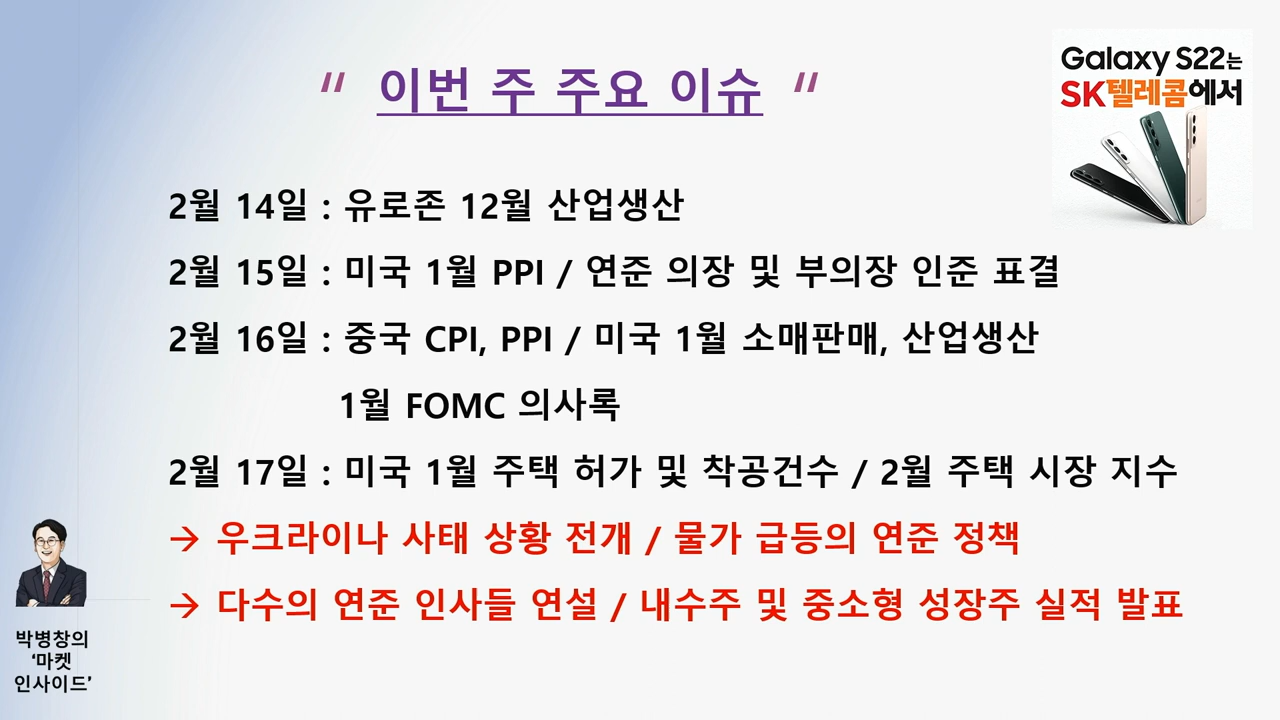 “ 이번 주 주요 이슈 “
Galaxy S22는
SK텔레콤에서
2월 14일 : 유로존 12월 산업생산
2월 15일 : 미국 1월 PPI / 연준 의장 및 부의장 인준 표결
2월 16일 : 중국 CPI, PPI / 미국 1월 소매판매, 산업생산
1월 FOMC 의사록
2월 17일 : 미국 1월 주택 허가 및 착공건수 / 2월 주택 시장 지수
→ 우크라이나 사태 상황 전개 / 물가 급등의 연준 정책
→ 다수의 연준 인사들 연설 / 내수주 및 중소형 성장주 실적 발표
박병창의
‘마켓
인사이드’